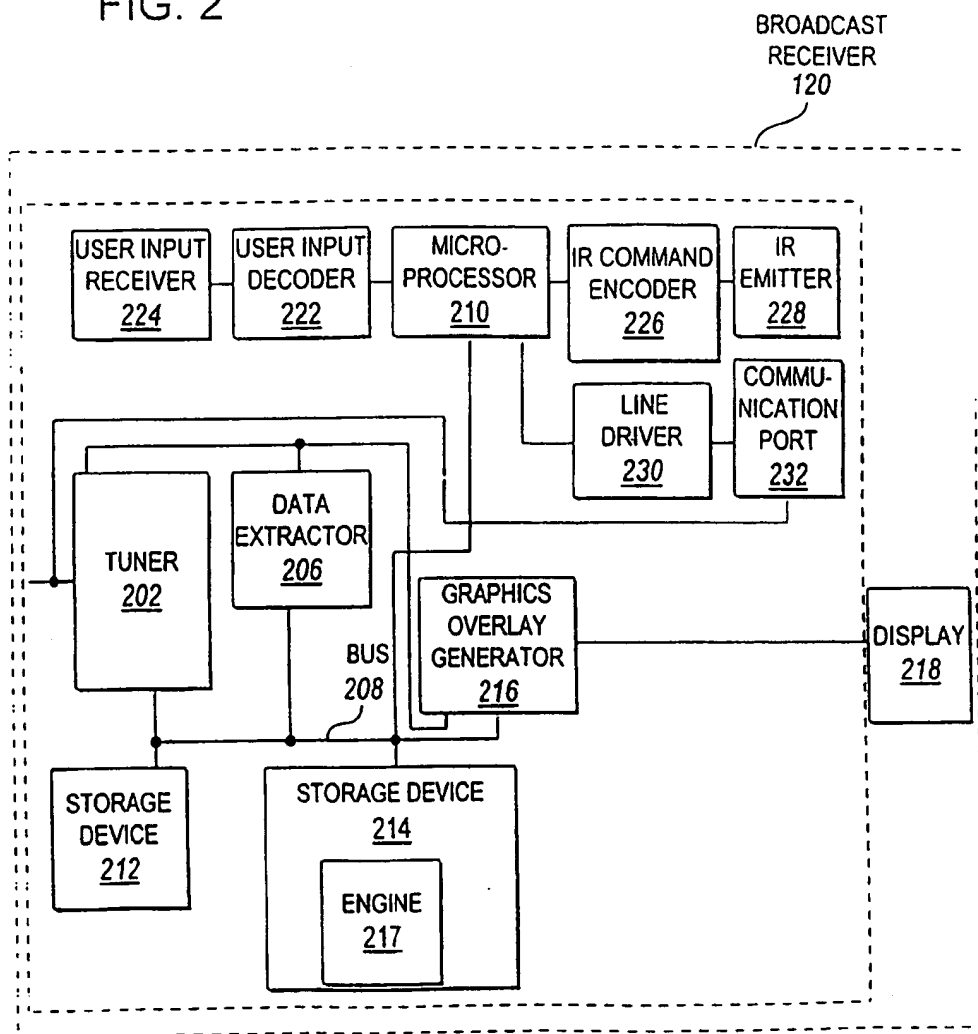 FIG. 2
BROADCAST
RECEIVER
120
USER INPUT
RECEIVER
224
USER INPUT
DECODER
222
MICRO-
PROCESSOR
210
IR COMMAND
ENCODER
226
IR
EMITTER
228
LINE
DRIVER
230
COMMU-
NICATION
PORT
232
TUNER
202
DATA
EXTRACTOR
206
BUS
208
GRAPHICS
OVERLAY
GENERATOR
216
DISPLAY
218
STORAGE
DEVICE
212
STORAGE DEVICE
214
ENGINE
217